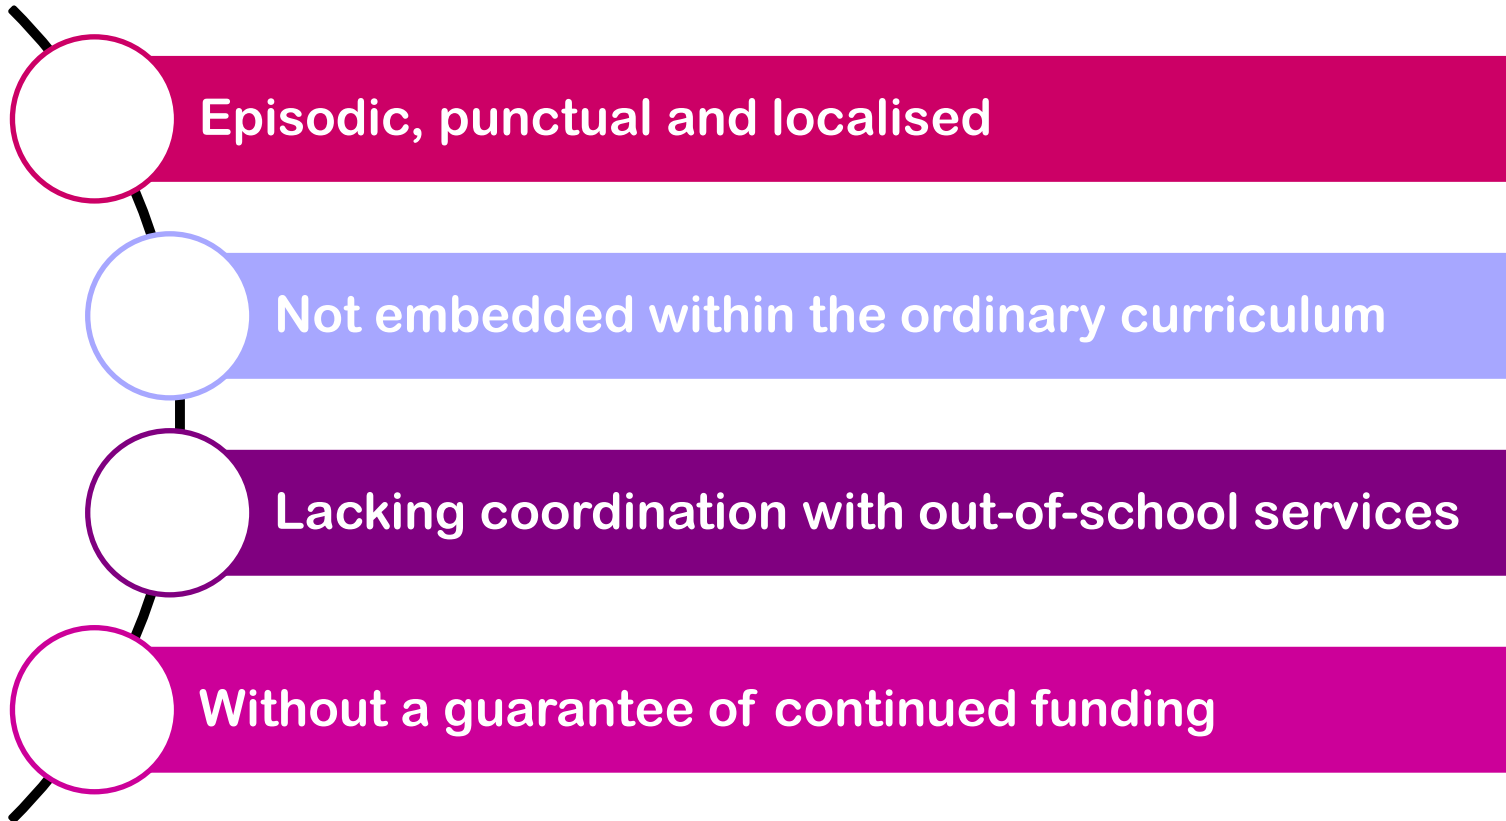 Episodic, punctual and localised
Not embedded within the ordinary curriculum
Lacking coordination with out-of-school services
Without a guarantee of continued funding